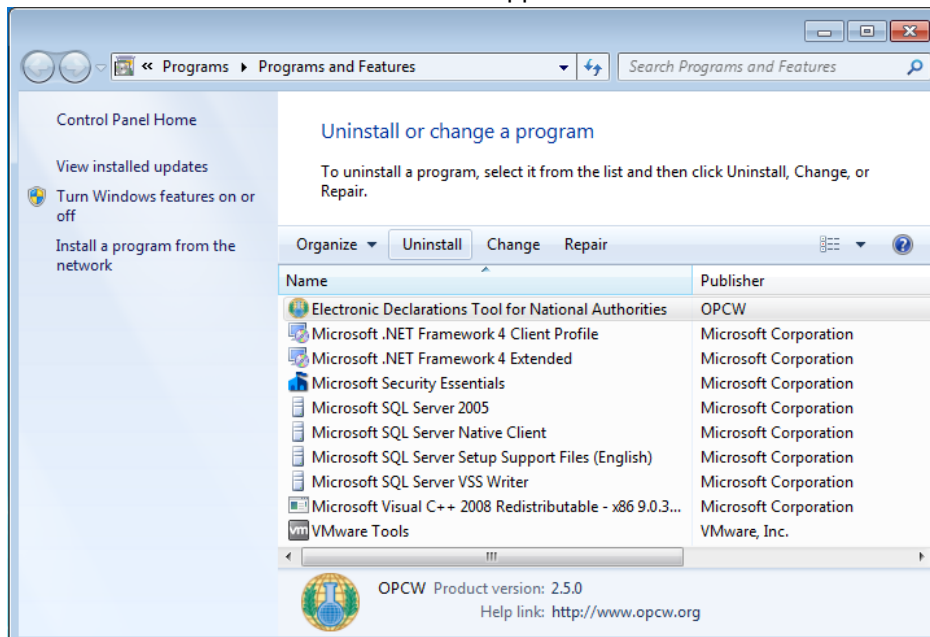 « Programs ▸ Programs and Features
Search Programs and Features
Control Panel Home
View installed updates
Turn Windows features on or
off
Install a program from the
network
Uninstall or change a program
To uninstall a program, select it from the list and then click Uninstall, Change, or
Repair.
Organize Uninstall Change Repair
Name Publisher
Electronic Declarations Tool for National Authorities OPCW
Microsoft .NET Framework 4 Client Profile Microsoft Corporation
Microsoft .NET Framework 4 Extended Microsoft Corporation
Microsoft Security Essentials Microsoft Corporation
Microsoft SQL Server 2005 Microsoft Corporation
Microsoft SQL Server Native Client Microsoft Corporation
Microsoft SQL Server Setup Support Files (English) Microsoft Corporation
Microsoft SQL Server VSS Writer Microsoft Corporation
Microsoft Visual C++ 2008 Redistributable - x86 9.0.3... Microsoft Corporation
vm VMware Tools VMware, Inc.
OPCW Product version: 2.5.0
Help link: http://www.opcw.org